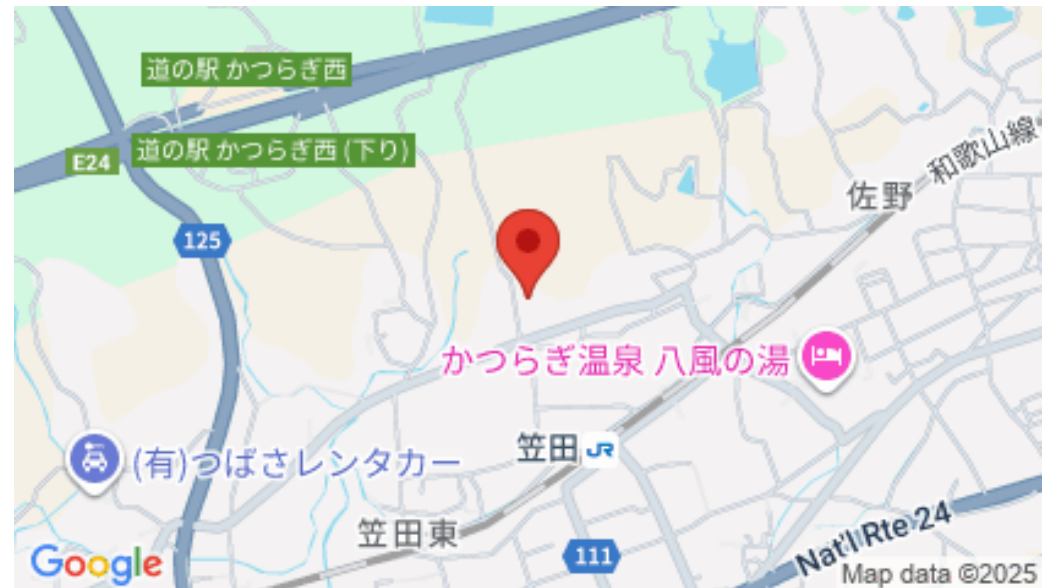 道の駅 かつらぎ西
道の駅 かつらぎ西 (下り)
E24
和歌山線
佐野
125
かつらぎ温泉 八風の湯
笠田
JR
(有)つばさレンタカー
笠田東
111
Nat'l Rte 24
Google
Map data ©2025